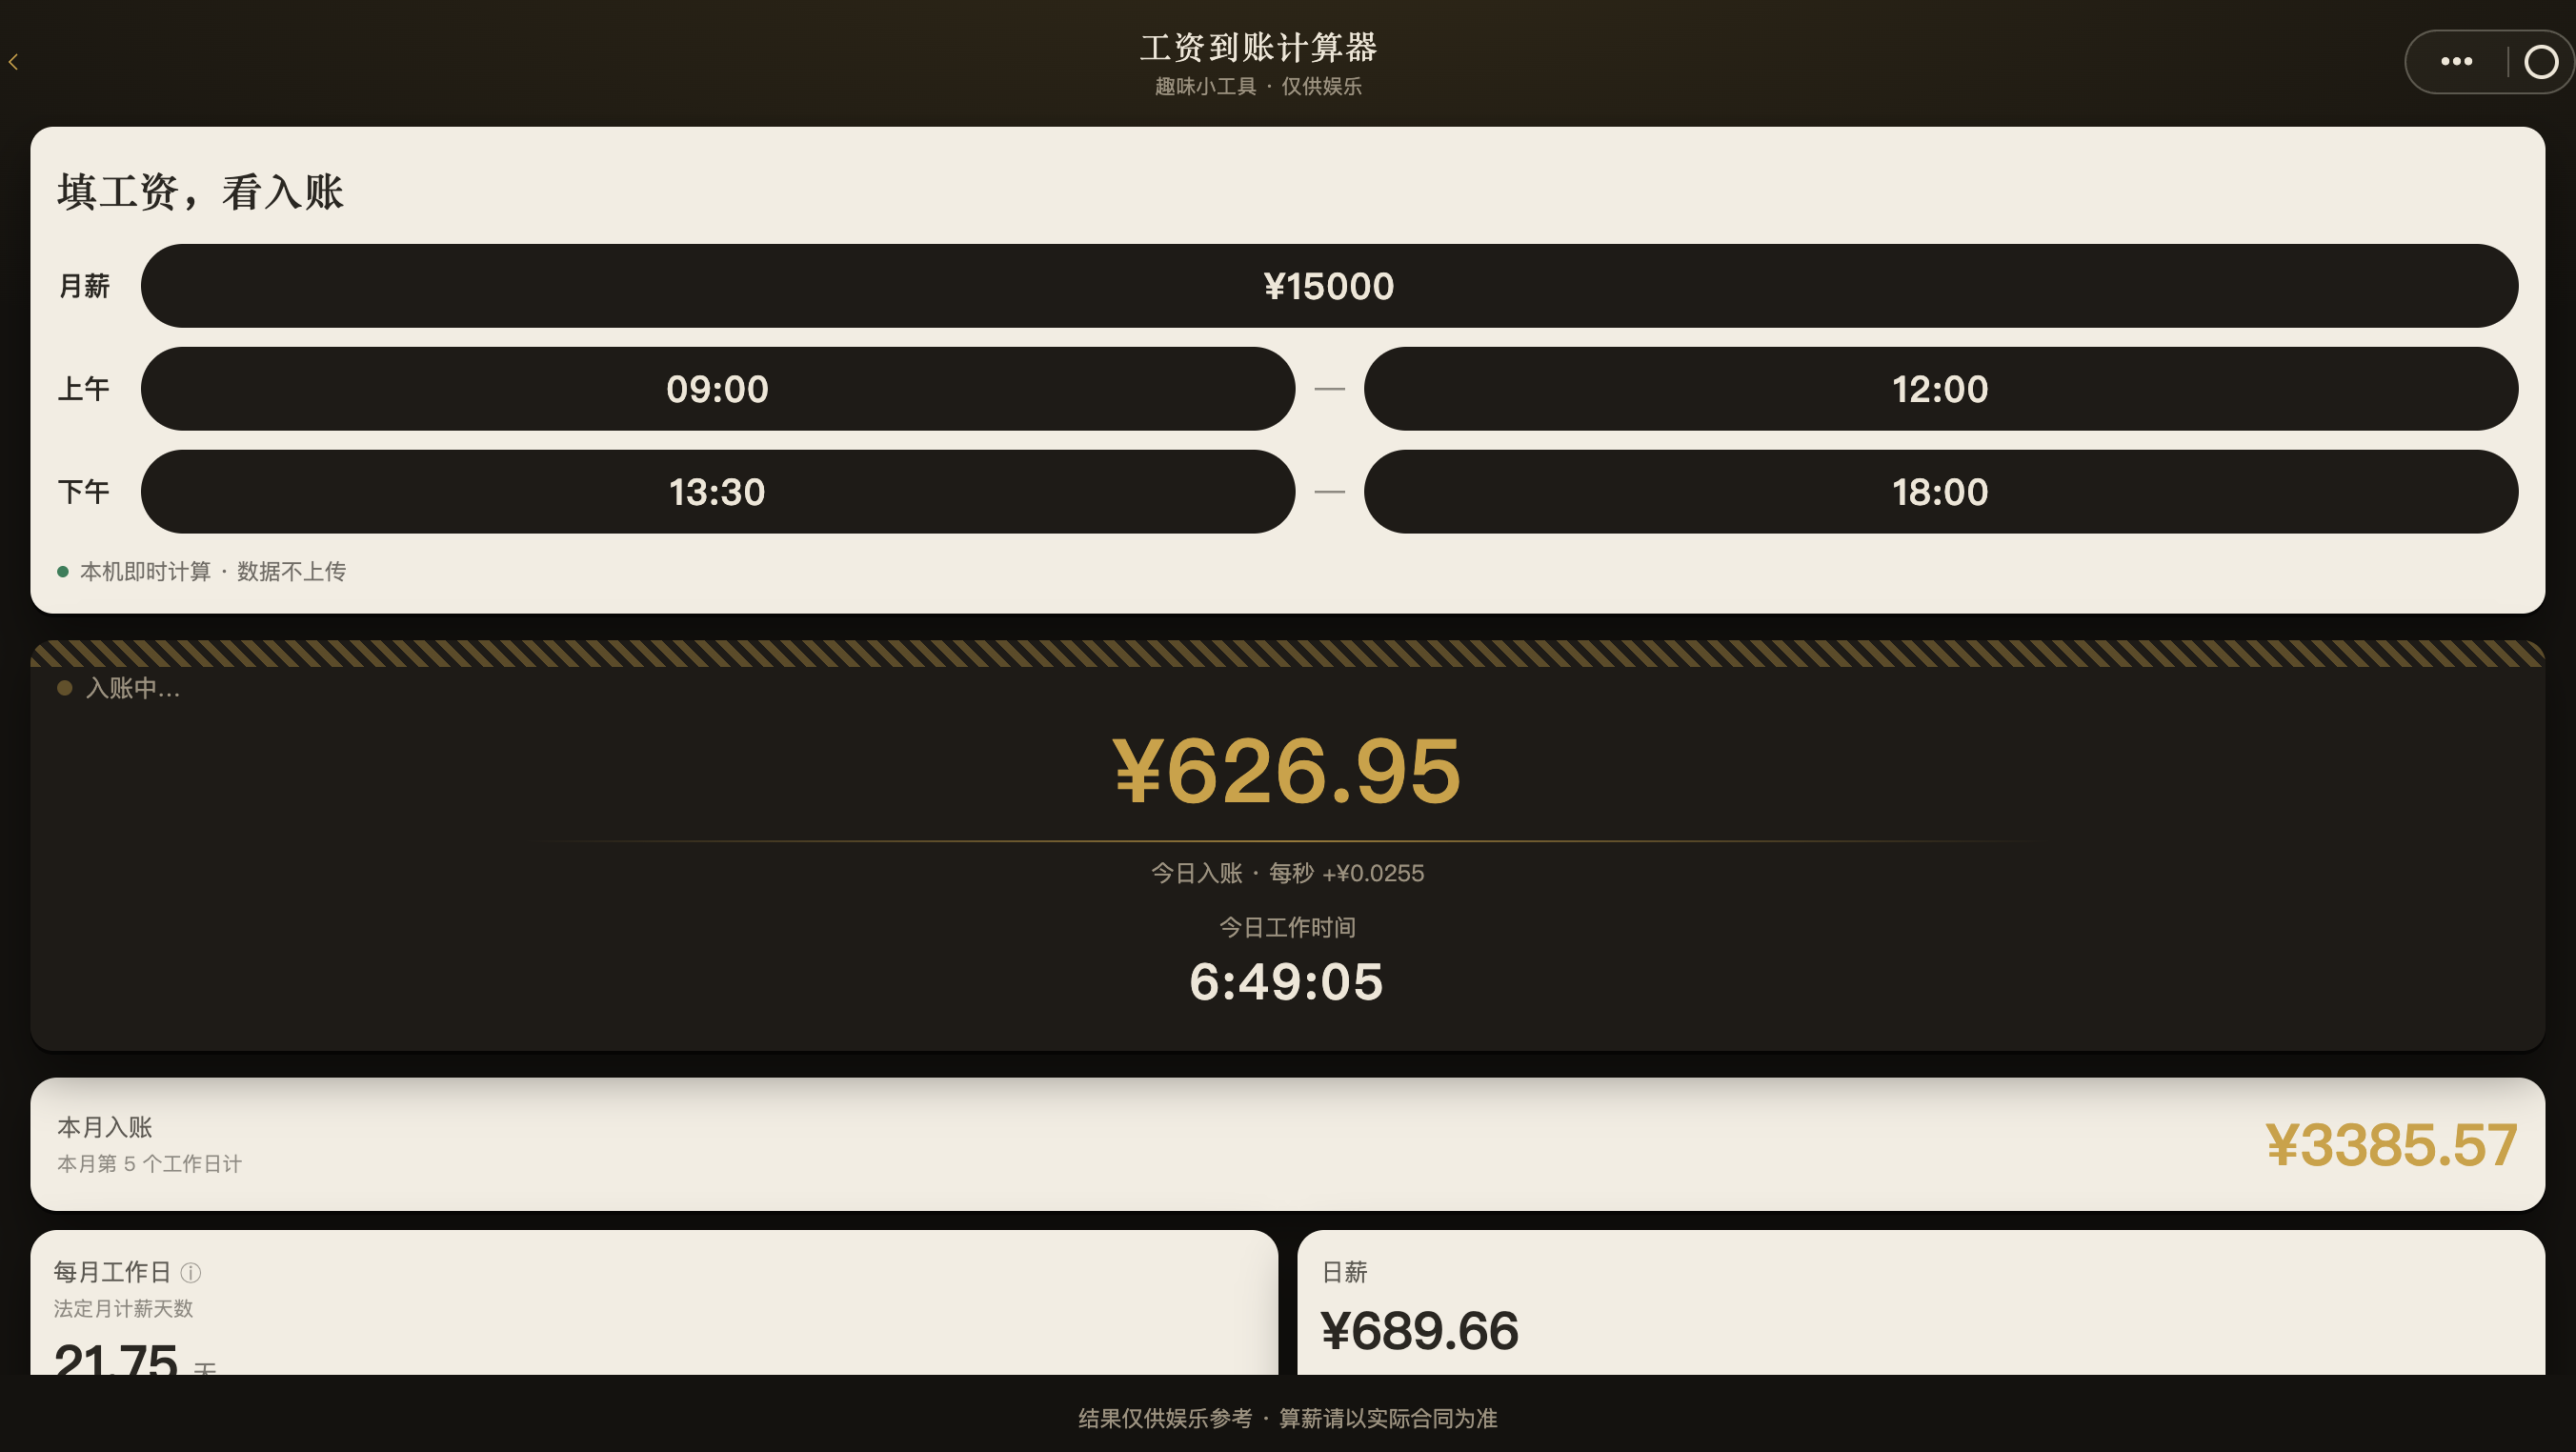 工资到账计算器
趣味小工具 · 仅供娱乐
填工资，看入账
月薪 ¥15000
上午 09:00 — 12:00
下午 13:30 — 18:00
本机即时计算 · 数据不上传
入账中...
¥626.95
今日入账 · 每秒 +¥0.0255
今日工作时间
6:49:05
本月入账
本月第 5 个工作日计
¥3385.57
每月工作日 ⓘ
法定月计薪天数
21.75 天
日薪
¥689.66
结果仅供娱乐参考 · 算薪请以实际合同为准